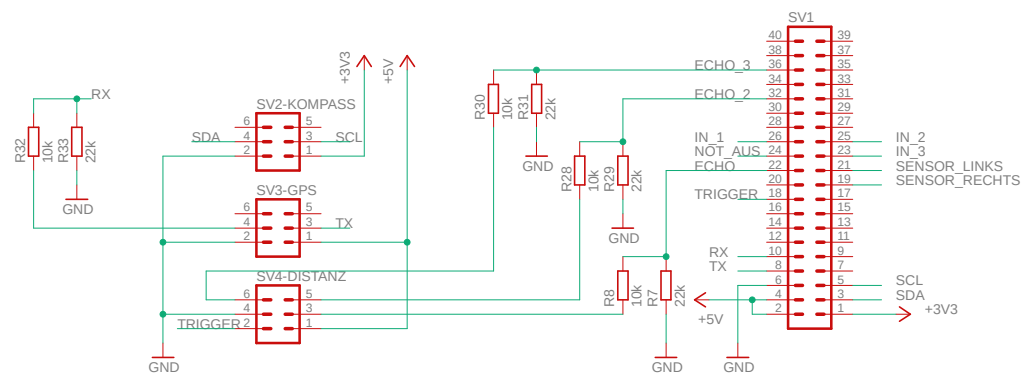 SV1
40 39
38 37
36 35
34 33
32 31
30 29
28 27
26 25
24 23
22 21
20 19
18 17
16 15
14 13
12 11
10 9
8 7
6 5
4 3
2 1
ECHO_3
ECHO_2
IN_1
NOT_AUS
ECHO
TRIGGER
RX
TX
IN_2
IN_3
SENSOR_LINKS
SENSOR_RECHTS
SCL
SDA
+3V3
+5V
GND
RX
R32
10k
R33
22k
GND
+3V3
+5V
SV2-KOMPASS
6 5
4 3
2 1
SDA
SCL
SV3-GPS
6 5
4 3
2 1
TX
SV4-DISTANZ
6 5
4 3
2 1
TRIGGER
GND
R30
10k
R31
22k
GND
R28
10k
R29
22k
GND
R8
10k
R7
22k
GND